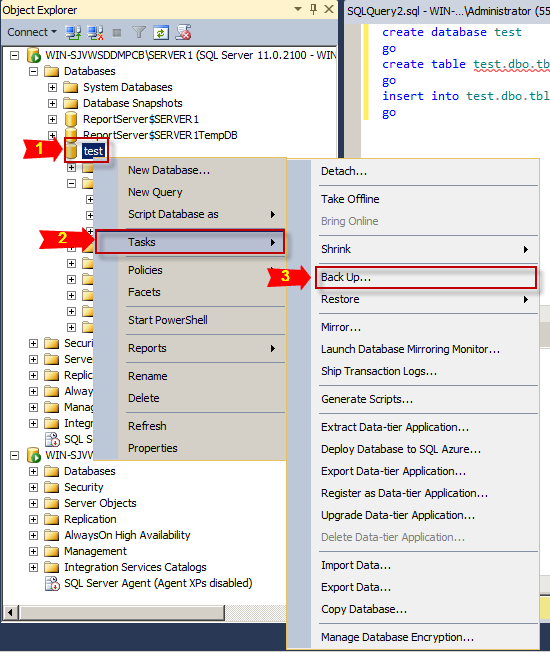 Object Explorer
Connect
WIN-SJVWSDDMPCB\SERVER1 (SQL Server 11.0.2100 - WIN-
Databases
System Databases
Database Snapshots
ReportServer$SERVER1
ReportServer$SERVER1TempDB
1
test
2
Securi
Server
Replic
Always
Manag
Integr
SQL S
WIN-SJVW
Databases
Security
Server Objects
Replication
AlwaysOn High Availability
Management
Integration Services Catalogs
SQL Server Agent (Agent XPs disabled)
New Database...
New Query
Script Database as
Tasks
Policies
Facets
Start PowerShell
Reports
Rename
Delete
Refresh
Properties
3
Detach...
Take Offline
Bring Online
Shrink
Back Up...
Restore
Mirror...
Launch Database Mirroring Monitor...
Ship Transaction Logs...
Generate Scripts...
Extract Data-tier Application...
Deploy Database to SQL Azure...
Export Data-tier Application...
Register as Data-tier Application...
Upgrade Data-tier Application...
Delete Data-tier Application...
Import Data...
Export Data...
Copy Database...
Manage Database Encryption...
SQLQuery2.sql - WIN-...\Administrator (55
create database test
go
create table test.dbo.tb
go
insert into test.dbo.tbl
go